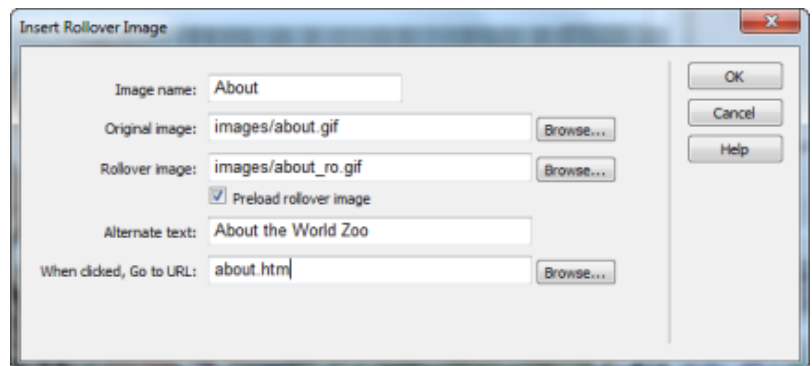 Insert Rollover Image
Image name: About
OK
Original image: images/about.gif Browse...
Cancel
Rollover image: images/about_ro.gif Browse...
Help
Preload rollover image
Alternate text: About the World Zoo
When clicked, Go to URL: about.htm Browse...